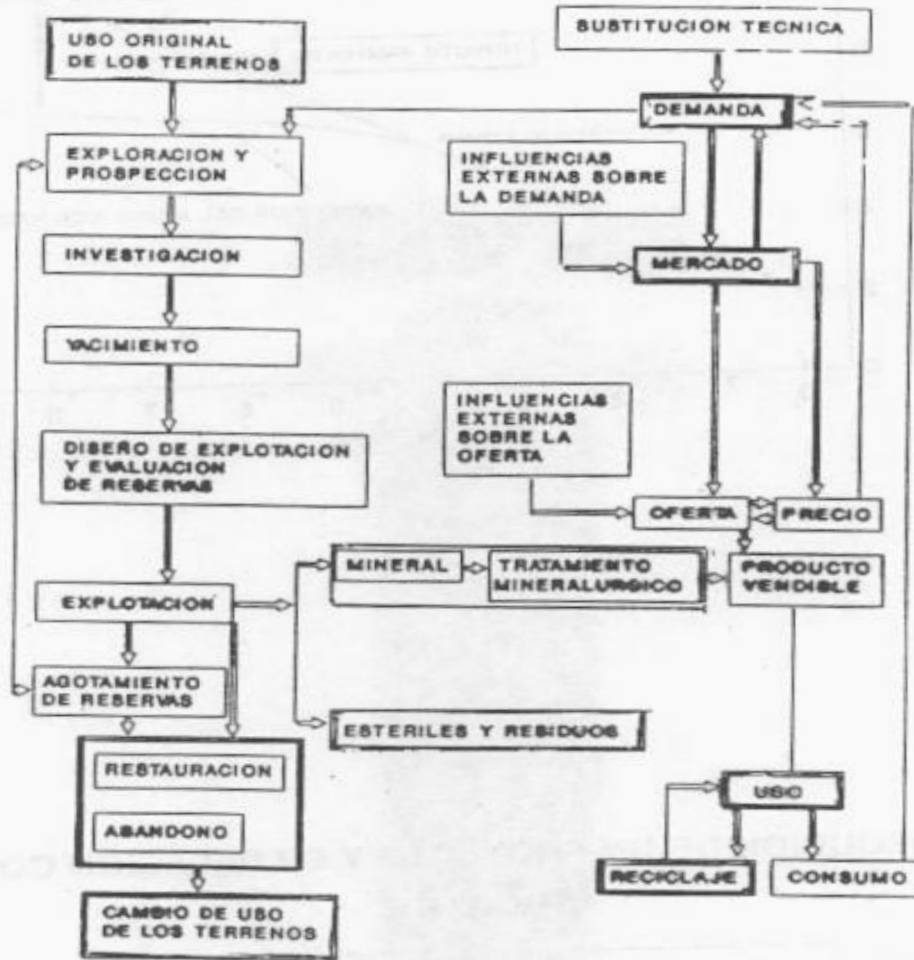 USO ORIGINAL
DE LOS TERRENOS
SUSTITUCION TECNICA
DEMANDA
EXPLORACION Y
PROSPECCION
INFLUENCIAS
EXTERNAS SOBRE
LA DEMANDA
INVESTIGACION
MERCADO
YACIMIENTO
INFLUENCIAS
EXTERNAS
SOBRE LA
OFERTA
DISEÑO DE EXPLOTACION
Y EVALUACION
DE RESERVAS
OFERTA
PRECIO
MINERAL
TRATAMIENTO
MINERALURGICO
PRODUCTO
VENDIBLE
EXPLOTACION
AGOTAMIENTO
DE RESERVAS
ESTERILES Y RESIDUOS
RESTAURACION
USO
ABANDONO
RECICLAJE
CONSUMO
CAMBIO DE USO
DE LOS TERRENOS